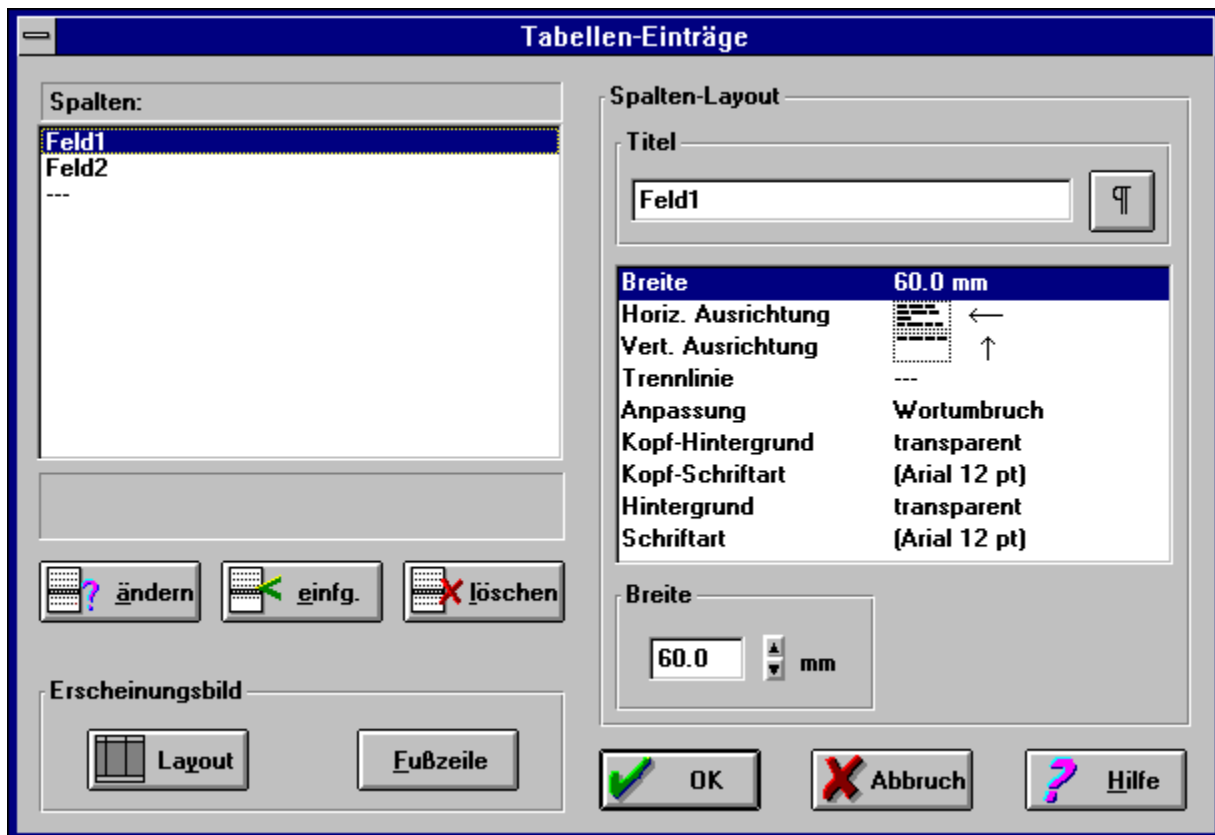 Tabellen-Einträge
Spalten:
Feld1
Feld2
---
ändern
einfg.
löschen
Erscheinungsbild
Layout
Fußzeile
Spalten-Layout
Titel
Feld1
¶
Breite 60.0 mm
Horiz. Ausrichtung ←
Vert. Ausrichtung ↑
Trennlinie ---
Anpassung Wortumbruch
Kopf-Hintergrund transparent
Kopf-Schriftart (Arial 12 pt)
Hintergrund transparent
Schriftart (Arial 12 pt)
Breite
60.0 mm
OK
Abbruch
Hilfe